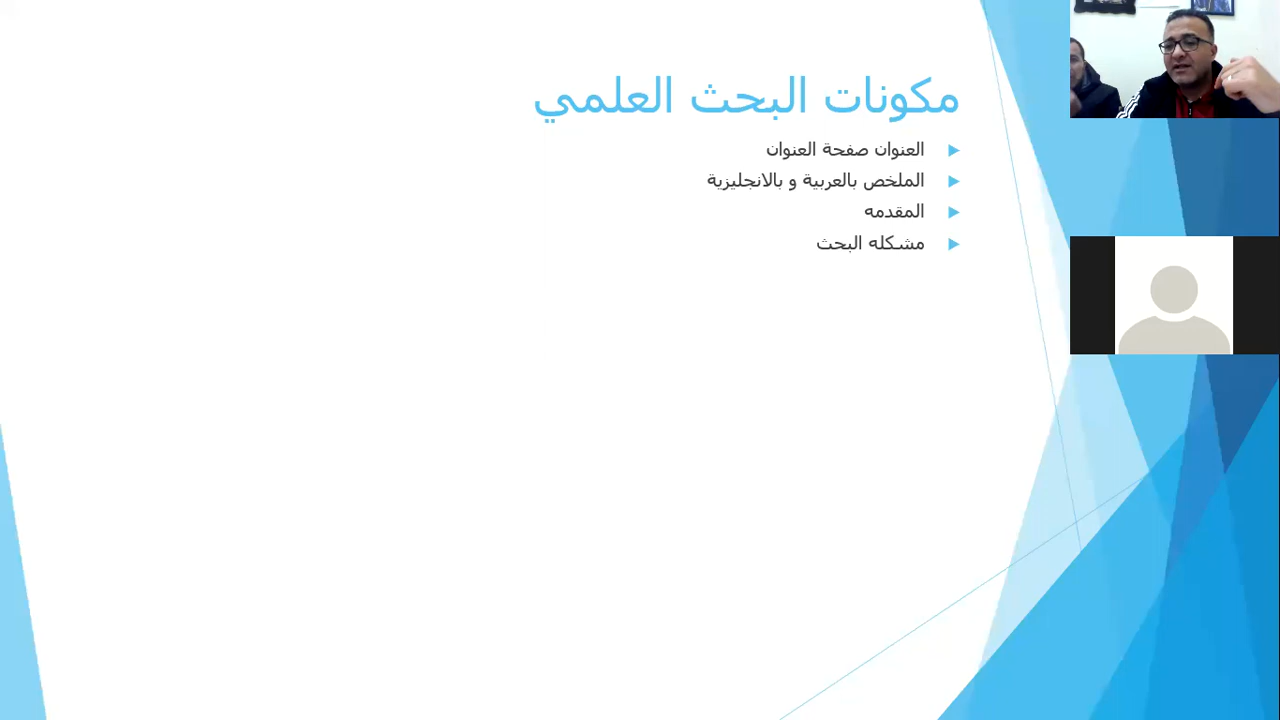 مكونات البحث العلمي
العنوان صفحة العنوان
الملخص بالعربية و بالانجليزية
المقدمه
مشكله البحث